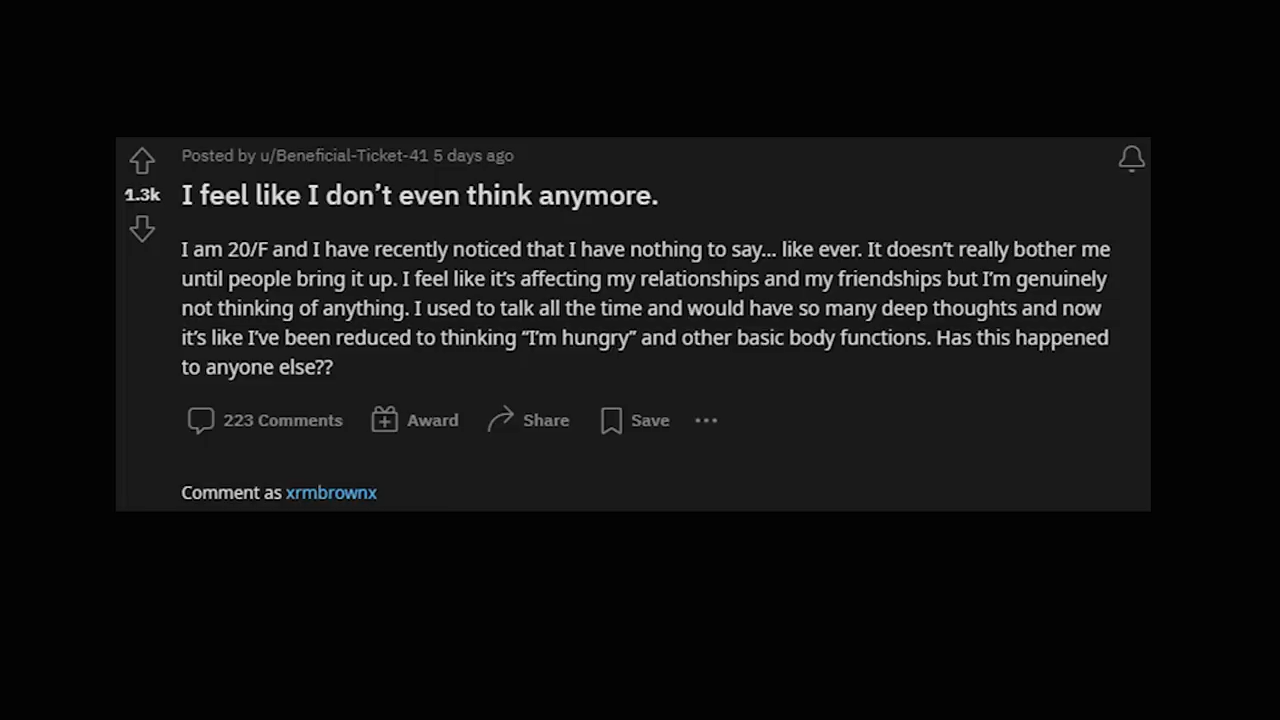 Posted by u/Beneficial-Ticket-41 5 days ago
1.3k
I feel like I don’t even think anymore.
I am 20/F and I have recently noticed that I have nothing to say... like ever. It doesn’t really bother me
until people bring it up. I feel like it’s affecting my relationships and my friendships but I’m genuinely
not thinking of anything. I used to talk all the time and would have so many deep thoughts and now
it’s like I’ve been reduced to thinking “I’m hungry” and other basic body functions. Has this happened
to anyone else??
223 Comments Award Share Save ...
Comment as xrmbrownx